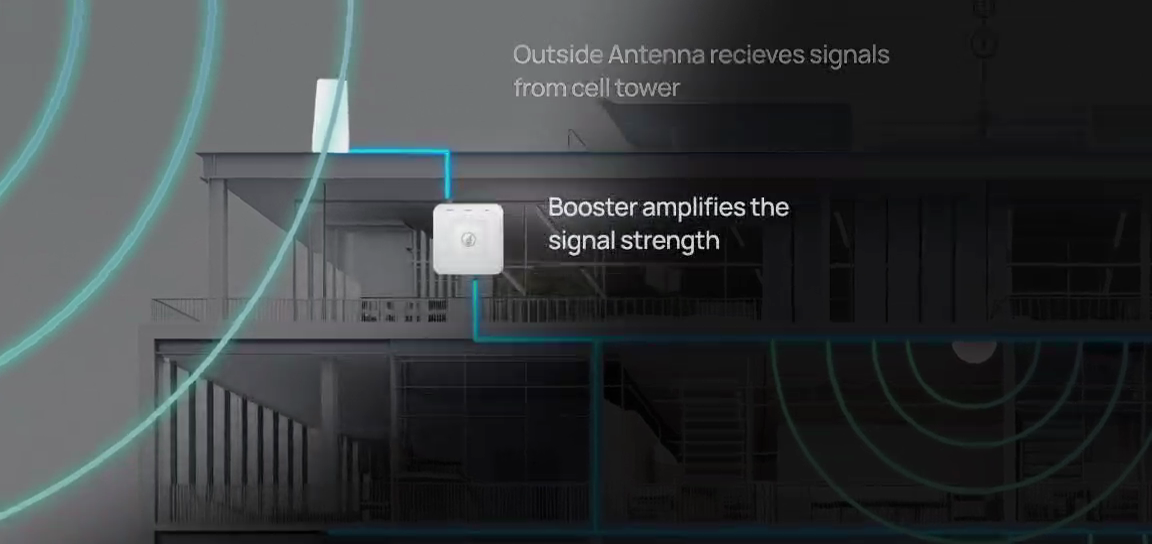 Outside Antenna recieves signals
from cell tower
Booster amplifies the
signal strength